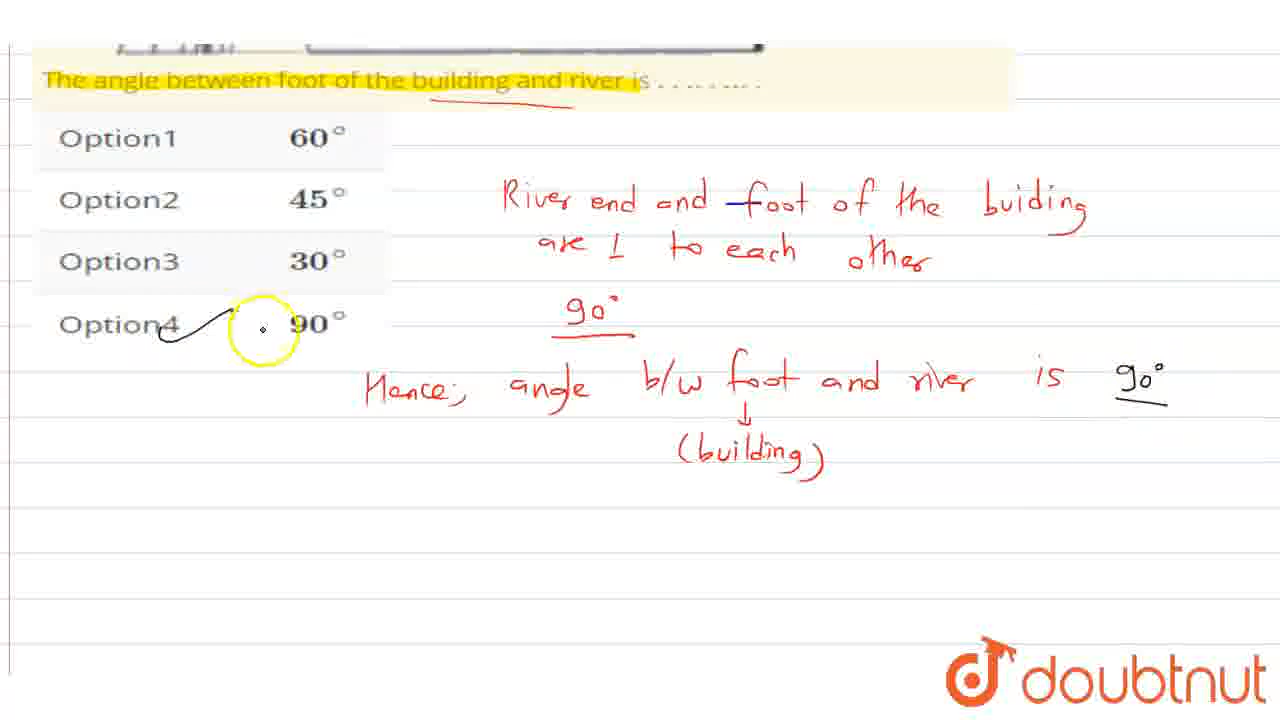 The angle between foot of the building and river is . . . . . . . . . .
Option1 60°
Option2 45°
Option3 30°
Option4 90°
River end and foot of the buiding
are ⊥ to each other
90°
Hence; angle b/w foot and river is 90°
↓
(building)
doubtnut